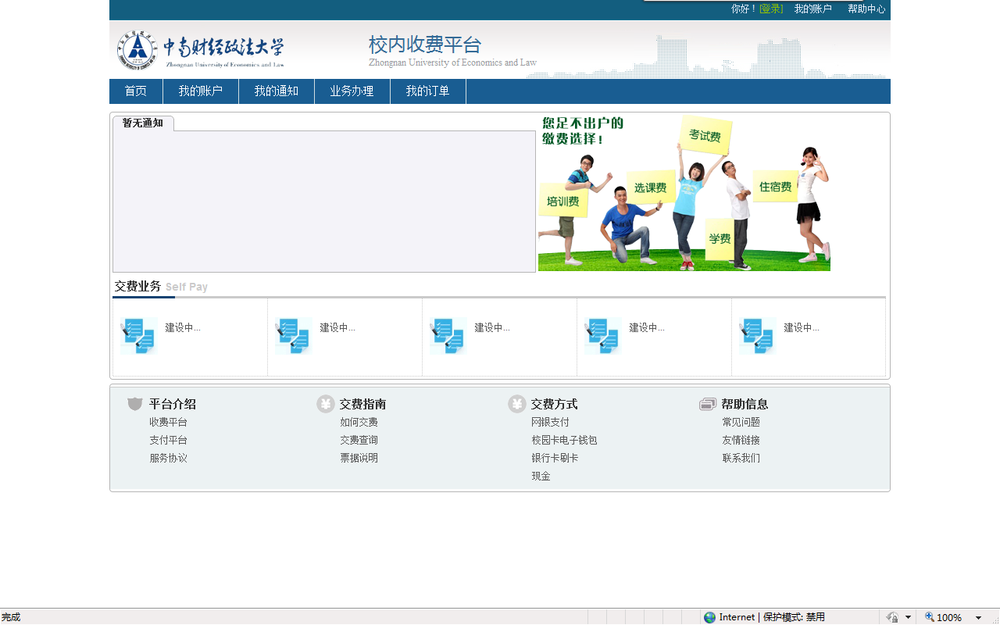 你好！[登录] 我的账户 帮助中心
中南财经政法大学
Zhongnan University of Economics and Law
校内收费平台
Zhongnan University of Economics and Law
首页 我的账户 我的通知 业务办理 我的订单
暂无通知
您足不出户的
缴费选择！
考试费
选课费
住宿费
培训费
学费
交费业务 Self Pay
建设中... 建设中... 建设中... 建设中... 建设中...
平台介绍 交费指南 交费方式 帮助信息
收费平台 如何交费 网银支付 常见问题
支付平台 交费查询 校园卡电子钱包 友情链接
服务协议 票据说明 银行卡刷卡 联系我们
现金
完成 Internet | 保护模式: 禁用 100%